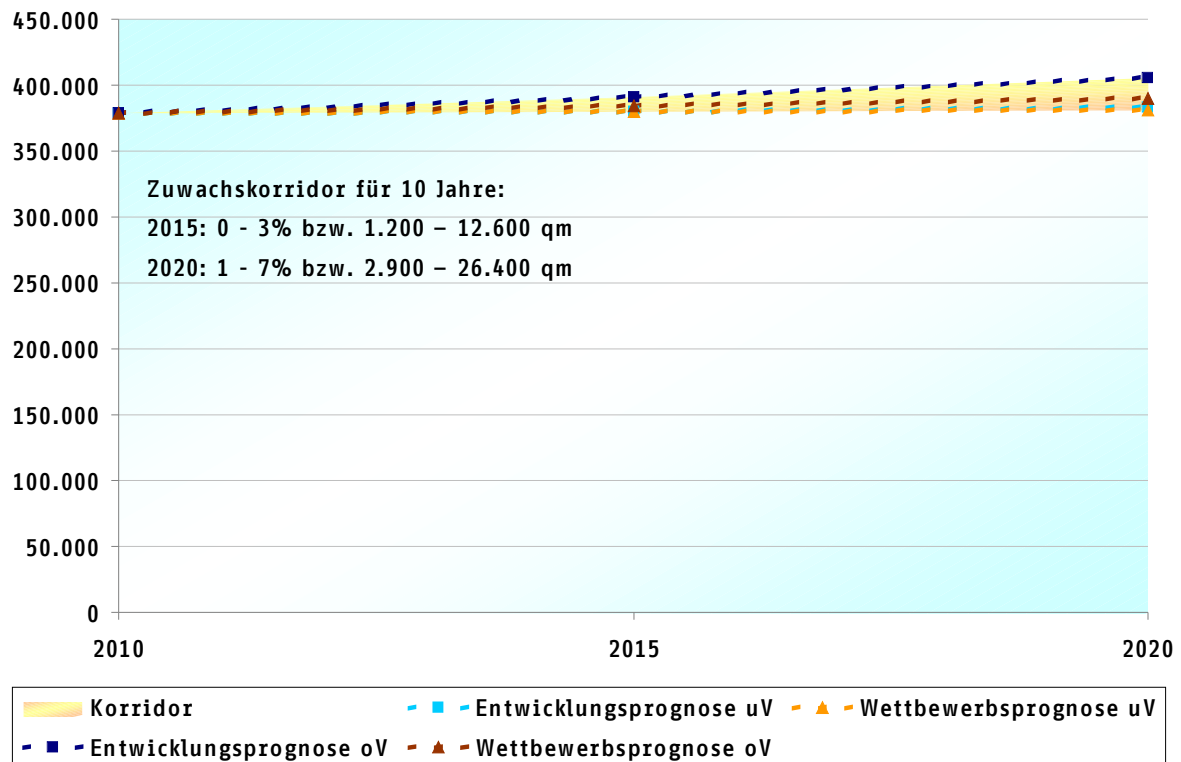 450.000
400.000
350.000
300.000
250.000
200.000
150.000
100.000
50.000
0
Zuwachskorridor für 10 Jahre:
2015: 0 - 3% bzw. 1.200 – 12.600 qm
2020: 1 - 7% bzw. 2.900 – 26.400 qm
2010 2015 2020
Korridor Entwicklungsprognose uV Wettbewerbsprognose uV
Entwicklungsprognose oV Wettbewerbsprognose oV